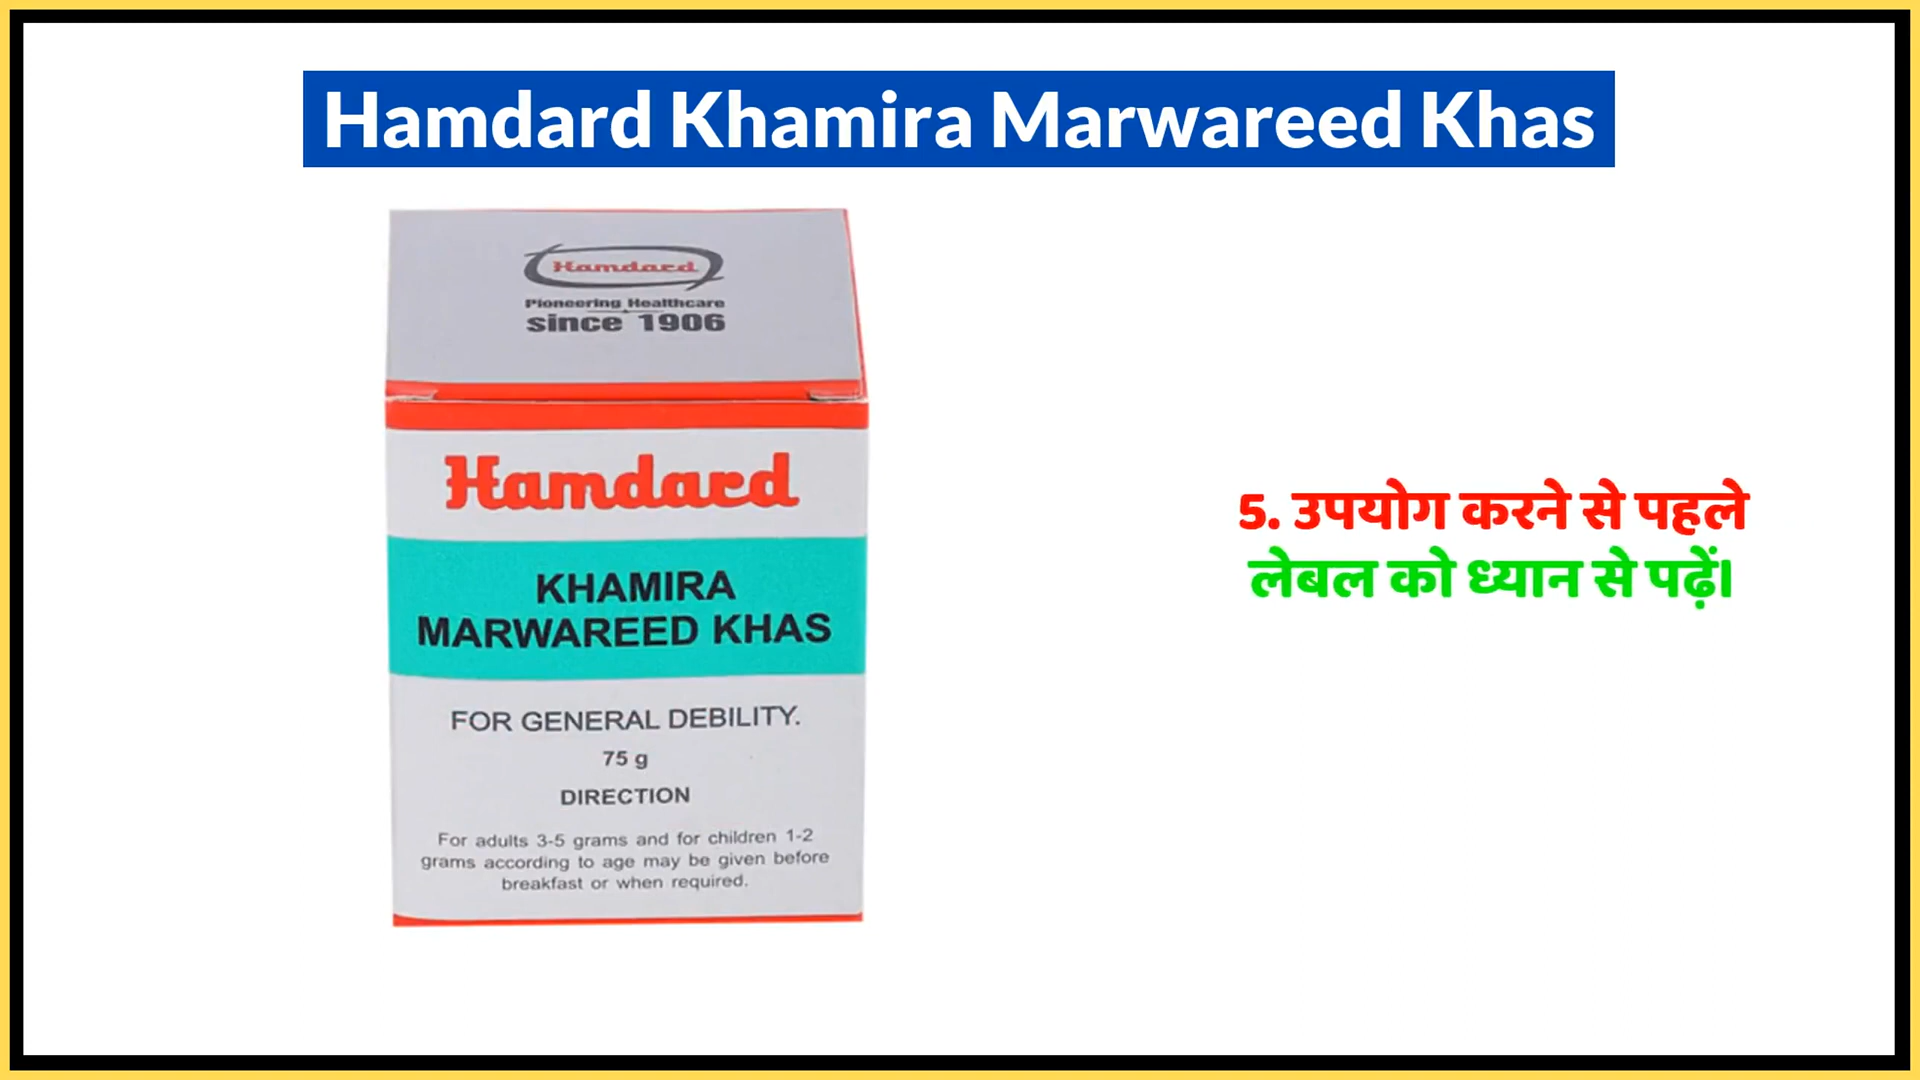 Hamdard Khamira Marwareed Khas
Hamdard
Pioneering Healthcare
since 1906
Hamdard
KHAMIRA
MARWAREED KHAS
FOR GENERAL DEBILITY.
75 g
DIRECTION
For adults 3-5 grams and for children 1-2
grams according to age may be given before
breakfast or when required.
5. उपयोग करने से पहले
लेबल को ध्यान से पढ़ें।